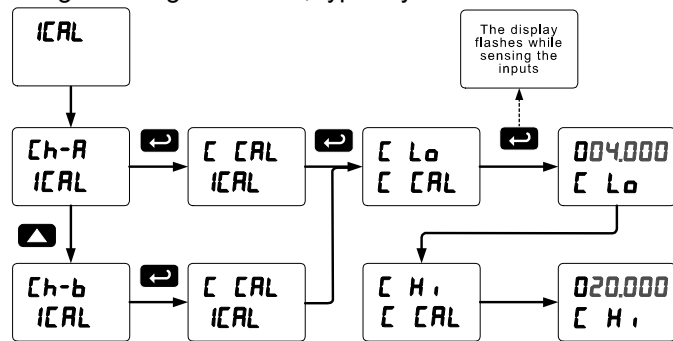 ICAL
The display
flashes while
sensing the
inputs
Ch-A
ICAL
C CAL
ICAL
C Lo
C CAL
004.000
C Lo
Ch-b
ICAL
C CAL
ICAL
C Hi
C CAL
020.000
C Hi